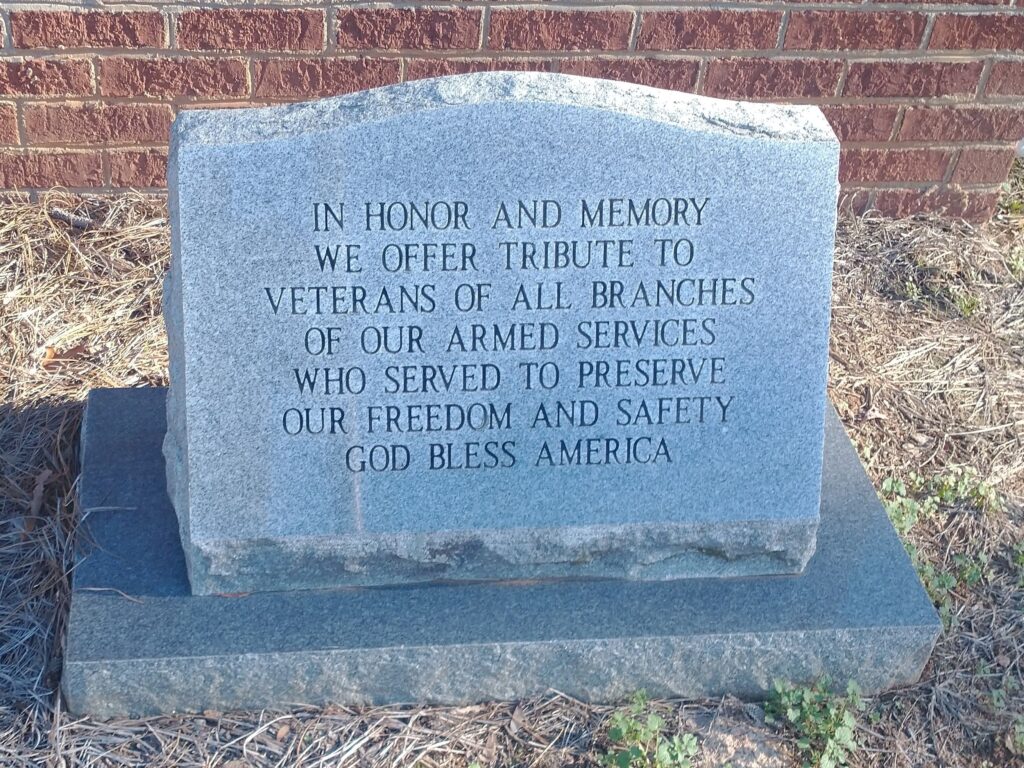 IN HONOR AND MEMORY
WE OFFER TRIBUTE TO
VETERANS OF ALL BRANCHES
OF OUR ARMED SERVICES
WHO SERVED TO PRESERVE
OUR FREEDOM AND SAFETY
GOD BLESS AMERICA